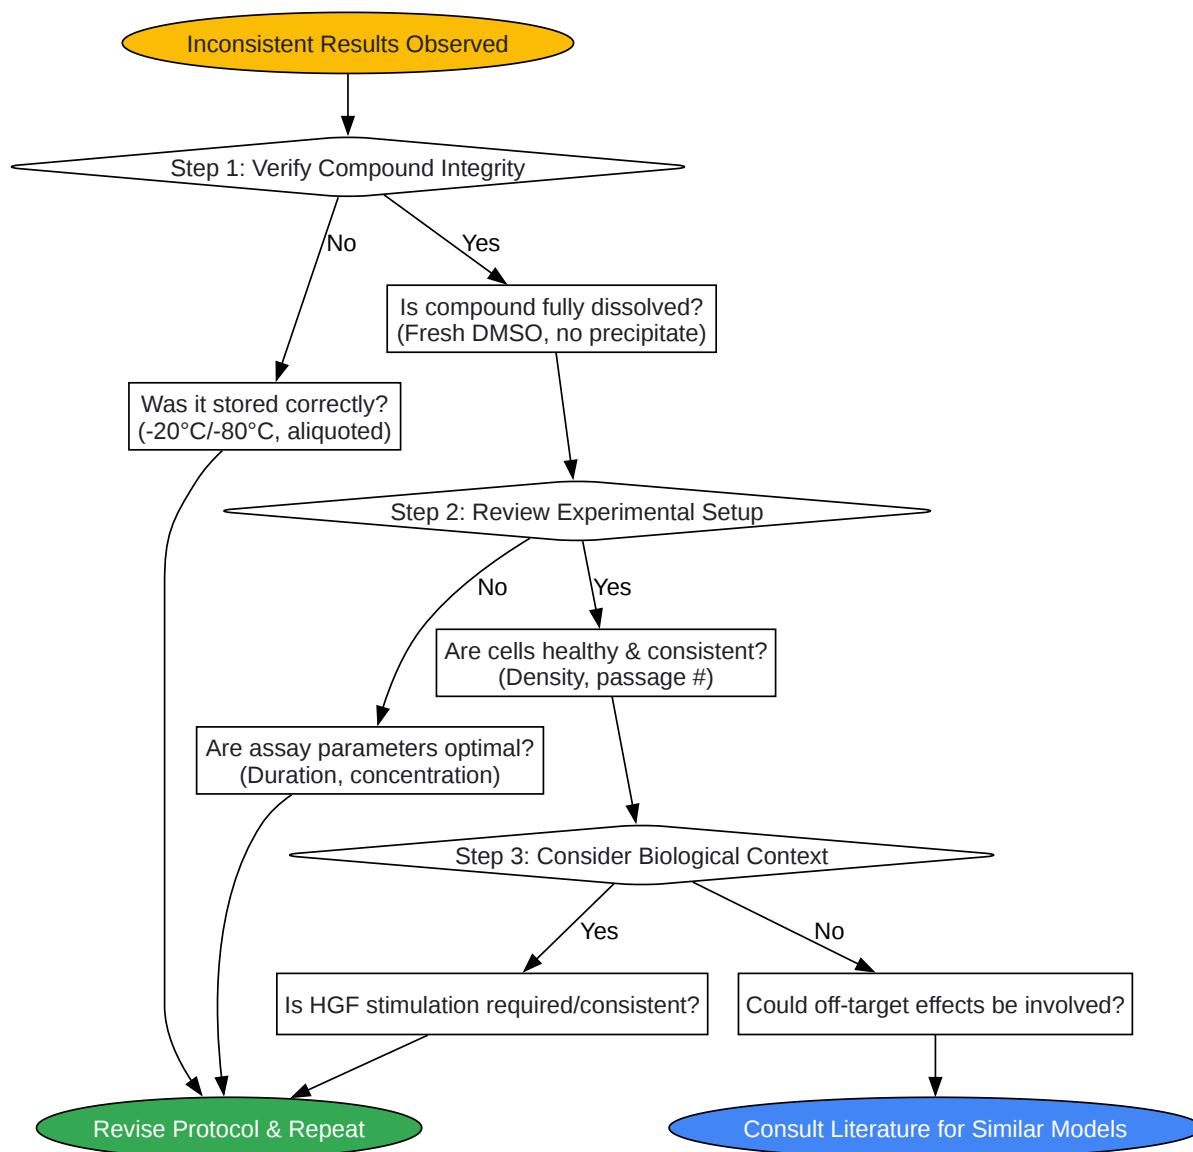 Inconsistent Results Observed
Step 1: Verify Compound Integrity
No
Yes
Is compound fully dissolved?
(Fresh DMSO, no precipitate)
Was it stored correctly?
(-20°C/-80°C, aliquoted)
Step 2: Review Experimental Setup
No
Yes
Are cells healthy & consistent?
(Density, passage #)
Are assay parameters optimal?
(Duration, concentration)
Step 3: Consider Biological Context
Yes
No
Is HGF stimulation required/consistent?
Could off-target effects be involved?
Revise Protocol & Repeat
Consult Literature for Similar Models